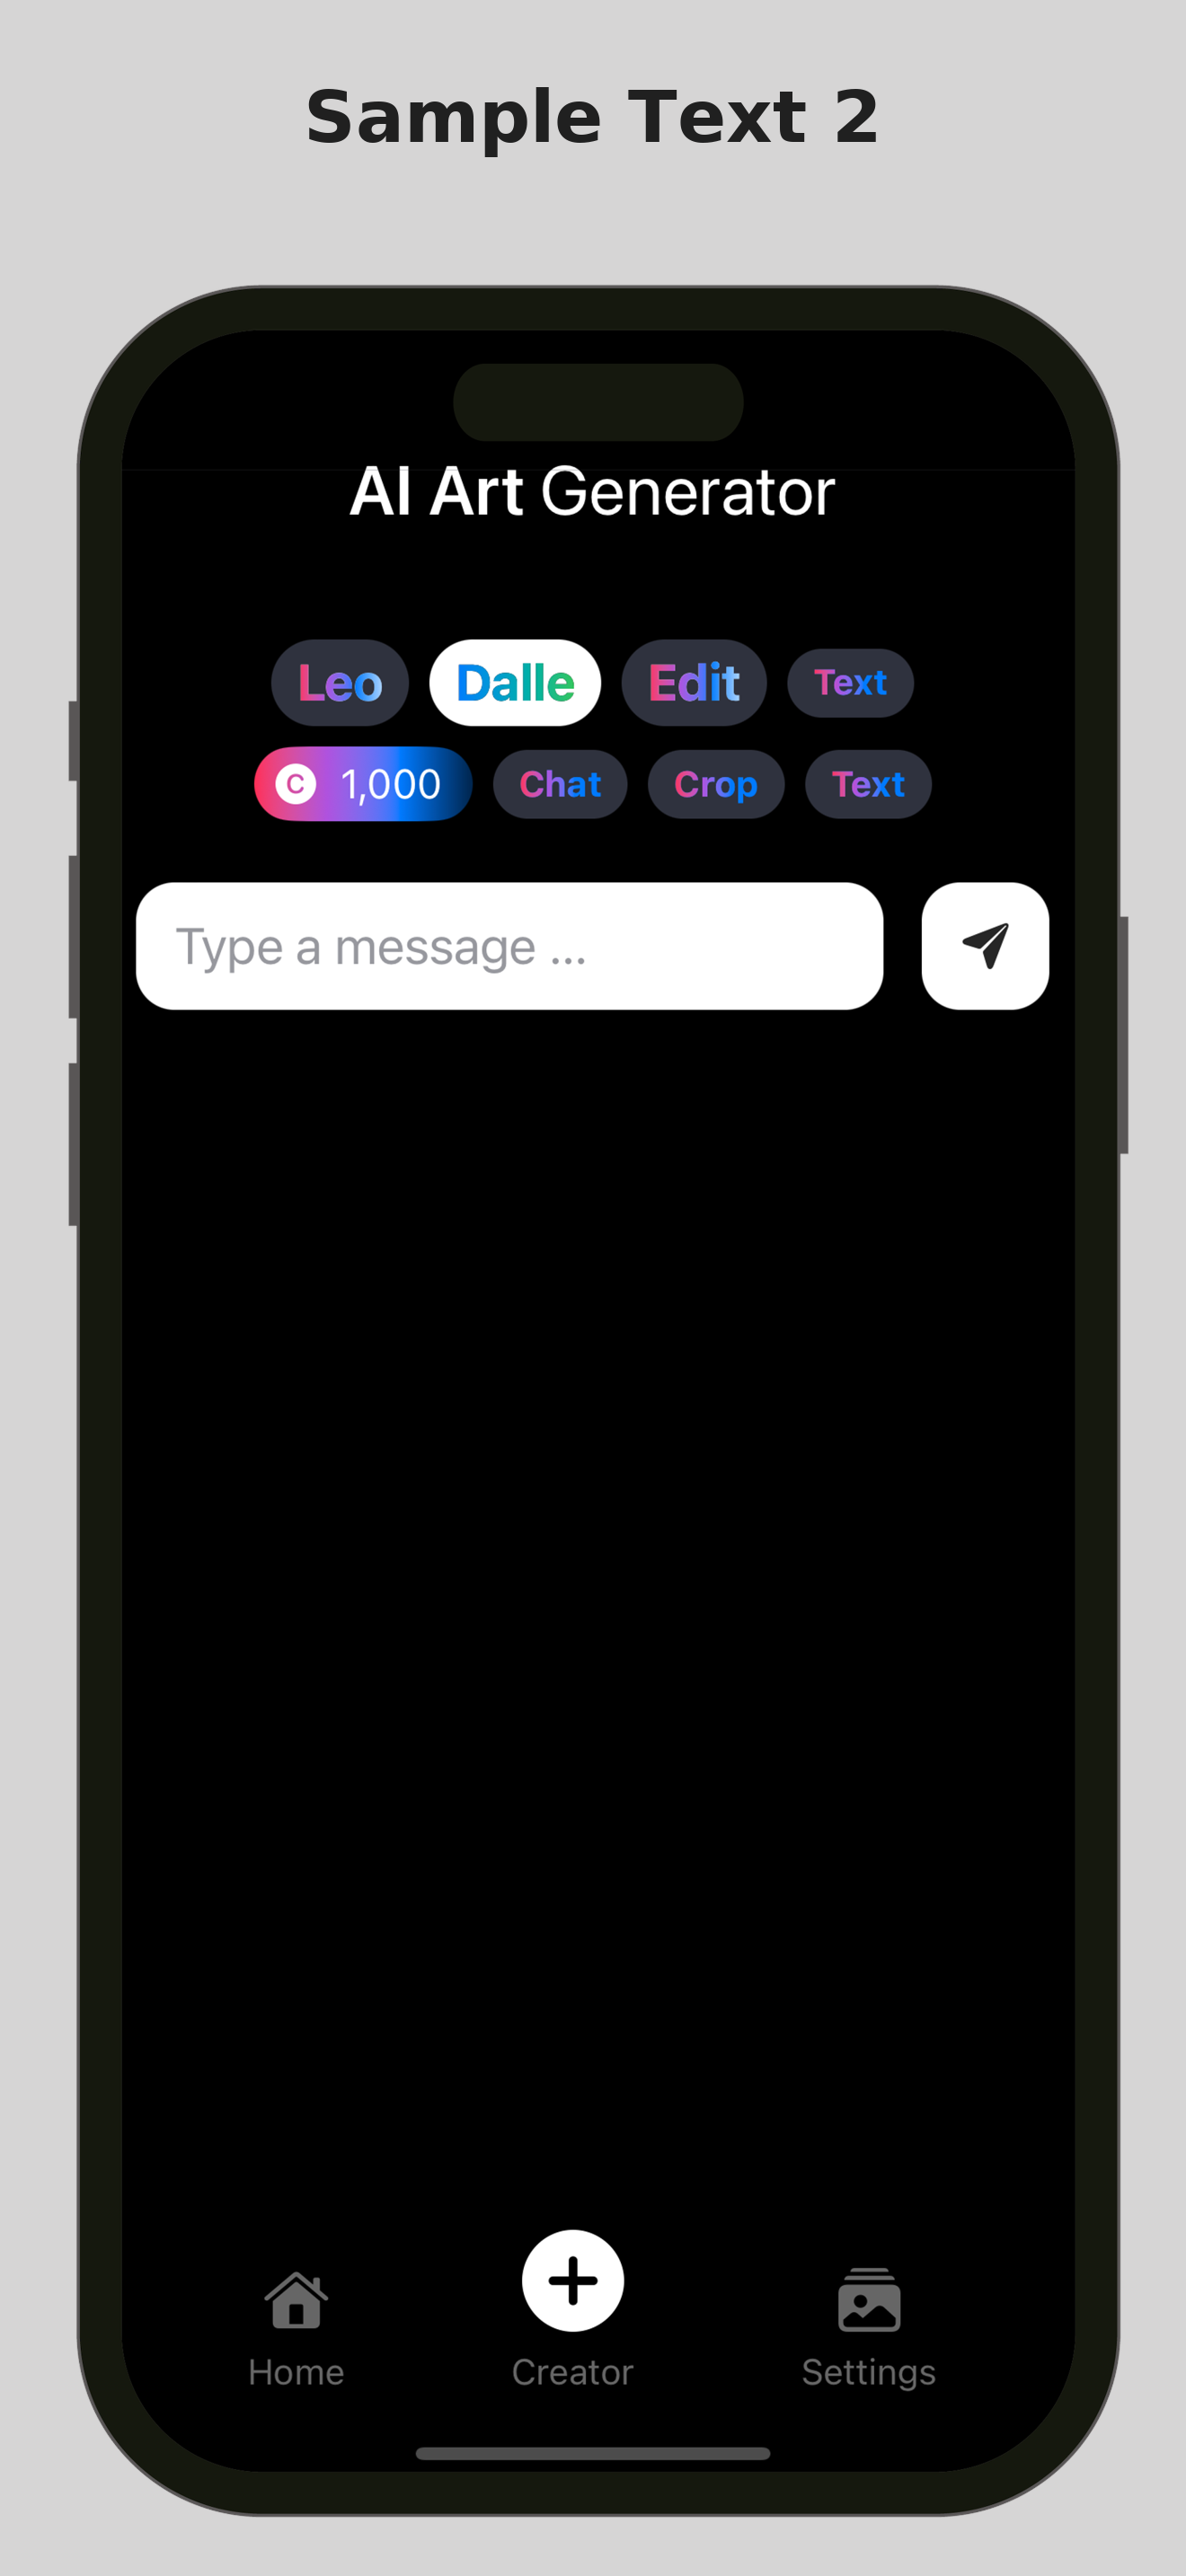 Sample Text 2
AI Art Generator
Leo Dalle Edit Text
C 1,000 Chat Crop Text
Type a message ...
Home Creator Settings